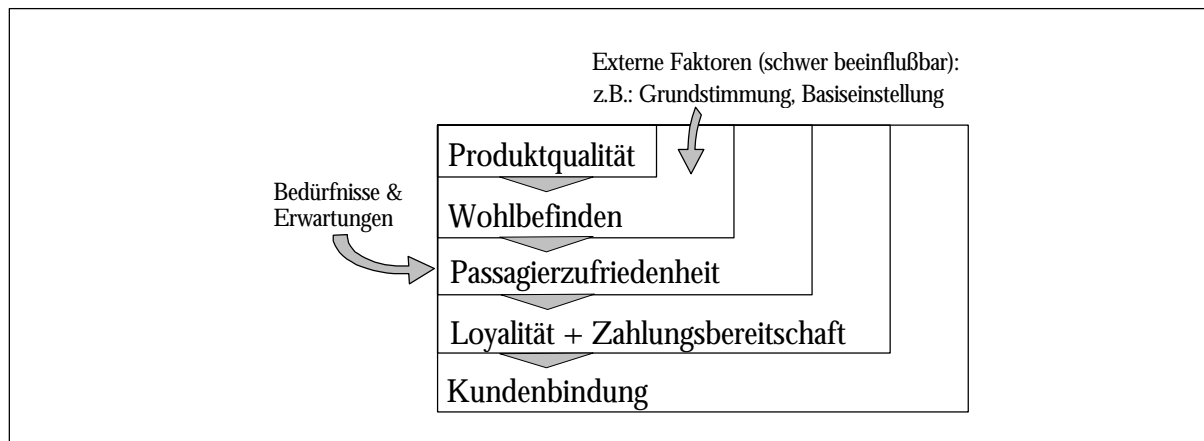 Externe Faktoren (schwer beeinflußbar):
z.B.: Grundstimmung, Basiseinstellung
Produktqualität
Bedürfnisse &
Erwartungen
Wohlbefinden
Passagierzufriedenheit
Loyalität + Zahlungsbereitschaft
Kundenbindung